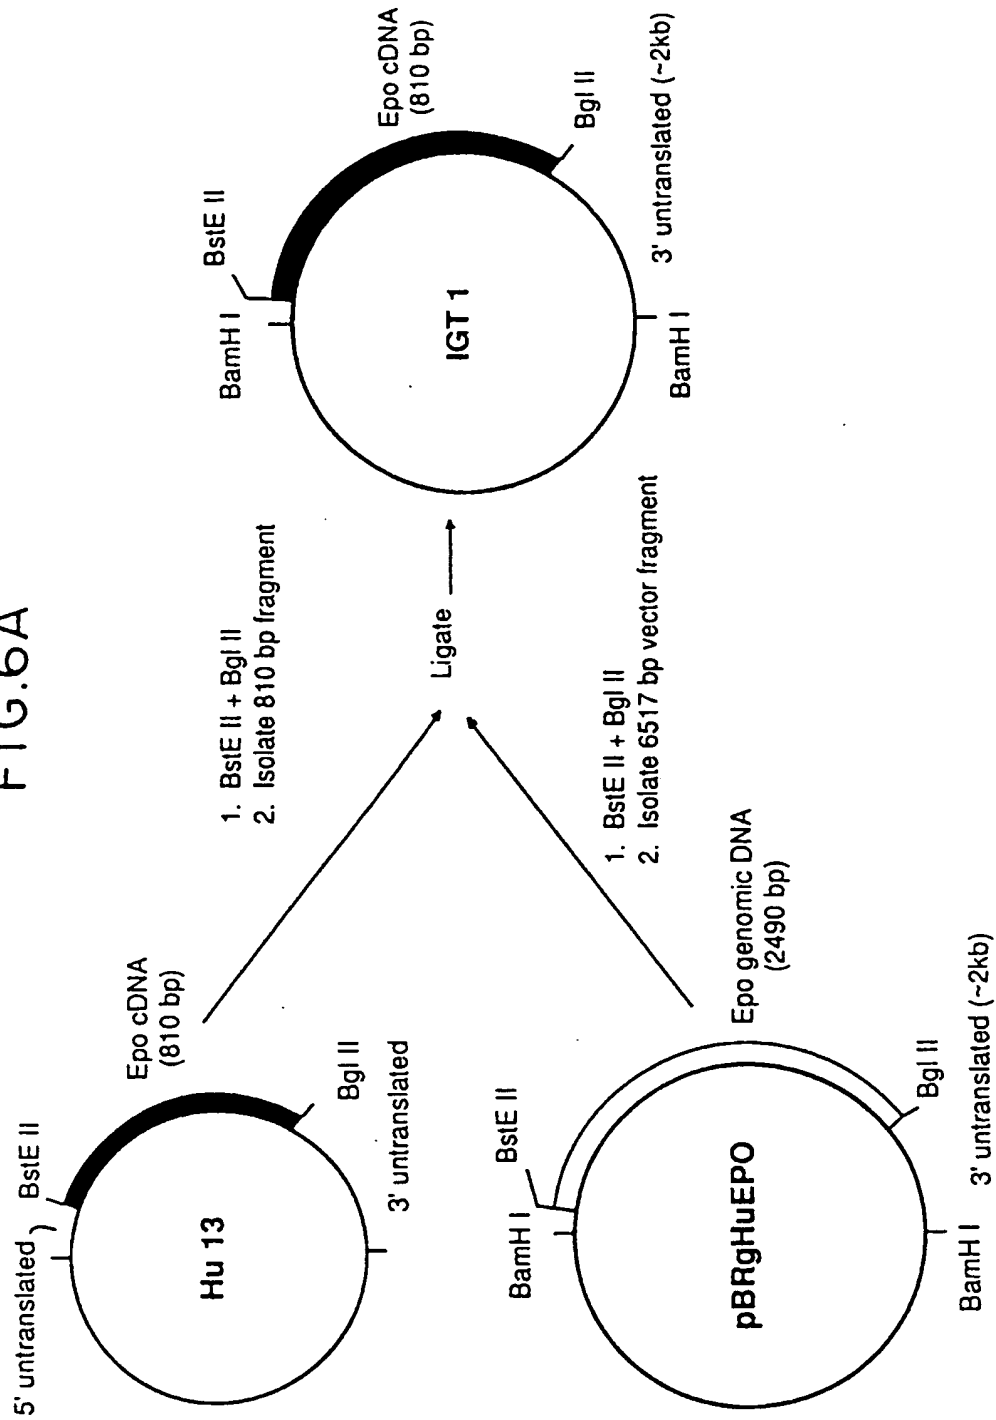 FIG.6A
5' untranslated
BstE II
Epo cDNA
(810 bp)
Hu 13
Bgl II
3' untranslated
1. BstE II + Bgl II
2. Isolate 810 bp fragment
BamH I
BstE II
pBRgHuEPO
Epo genomic DNA
(2490 bp)
Bgl II
BamH I
3' untranslated (~2kb)
1. BstE II + Bgl II
2. Isolate 6517 bp vector fragment
Ligate
BamH I
BstE II
Epo cDNA
(810 bp)
IGT 1
Bgl II
BamH I
3' untranslated (~2kb)